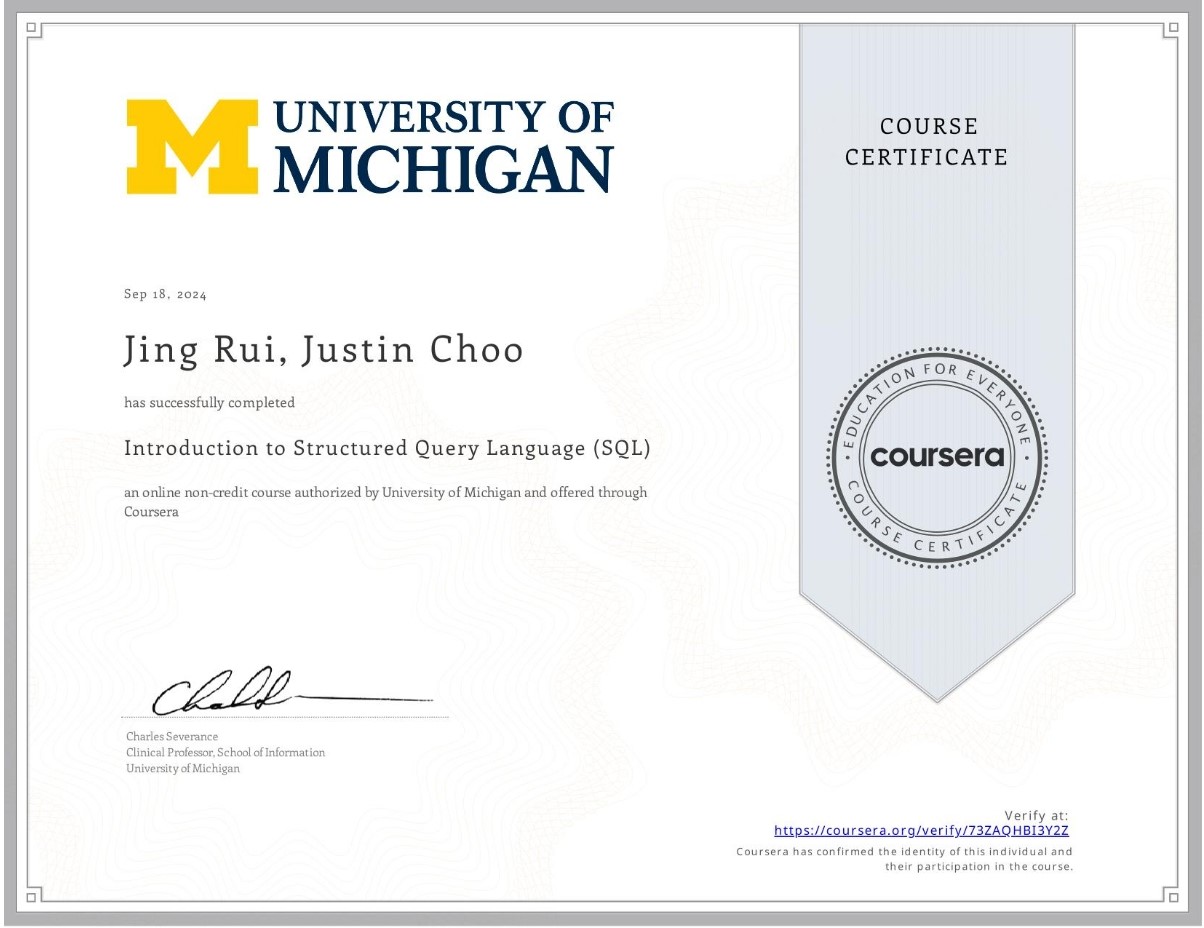 UNIVERSITY OF
MICHIGAN
COURSE
CERTIFICATE
Sep 18, 2024
Jing Rui, Justin Choo
has successfully completed
Introduction to Structured Query Language (SQL)
an online non-credit course authorized by University of Michigan and offered through
Coursera
EDUCATION FOR EVERYONE
coursera
COURSE CERTIFICATE
Charles Severance
Clinical Professor, School of Information
University of Michigan
Verify at:
https://coursera.org/verify/73ZAQHBI3Y2Z
Coursera has confirmed the identity of this individual and
their participation in the course.